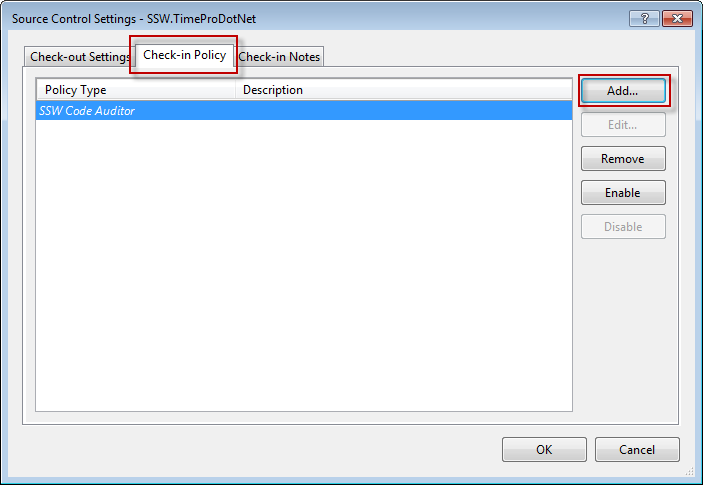 Source Control Settings - SSW.TimeProDotNet
Check-out Settings Check-in Policy Check-in Notes
Policy Type Description
SSW Code Auditor
Add...
Edit...
Remove
Enable
Disable
OK Cancel